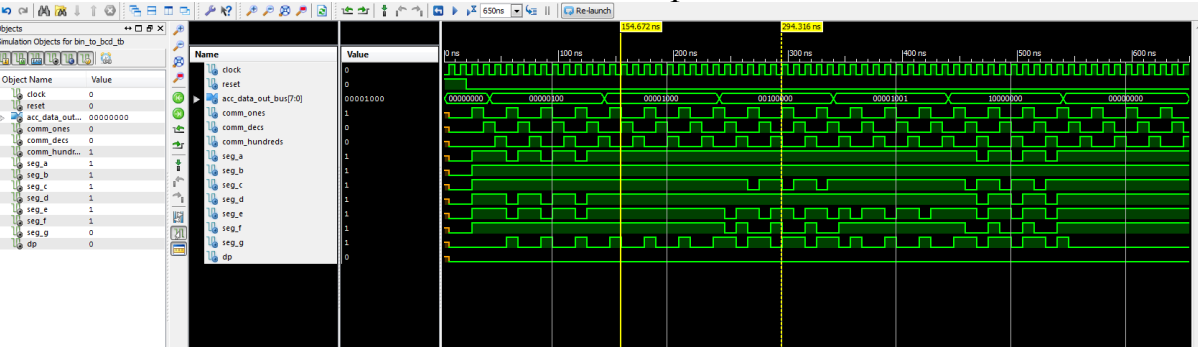 650ns
Re-launch
bjects
imulation Objects for bin_to_bcd_tb
Object Name Value
clock 0
reset 0
acc_data_out... 00000000
comm_ones 0
comm_decs 0
comm_hundr... 1
seg_a 1
seg_b 1
seg_c 1
seg_d 1
seg_e 1
seg_f 1
seg_g 0
dp 0
Name Value
clock 0
reset 0
acc_data_out_bus[7:0] 00001000
comm_ones 1
comm_decs 0
comm_hundreds 0
seg_a 1
seg_b 1
seg_c 1
seg_d 1
seg_e 1
seg_f 1
seg_g 1
dp 0
154.672 ns 294.316 ns
0 ns 100 ns 200 ns 300 ns 400 ns 500 ns 600 ns
00000000 00000100 00001000 00001001 10000000 00000000